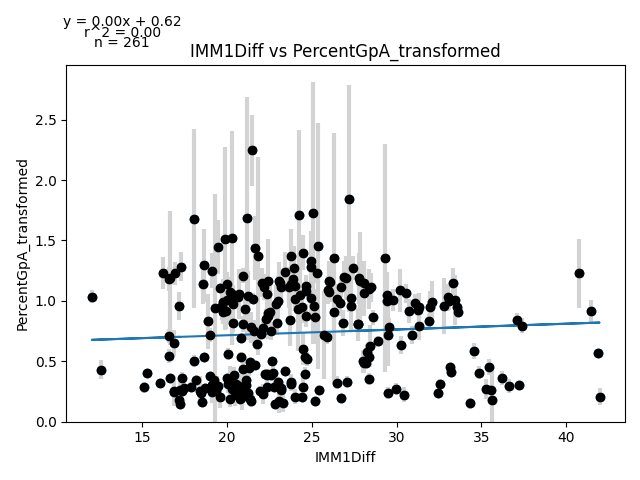 y = 0.00x + 0.62
r^2 = 0.00
n = 261
IMM1Diff vs PercentGpA_transformed
PercentGpA_transformed
2.5
2.0
1.5
1.0
0.5
0.0
15 20 25 30 35 40
IMM1Diff